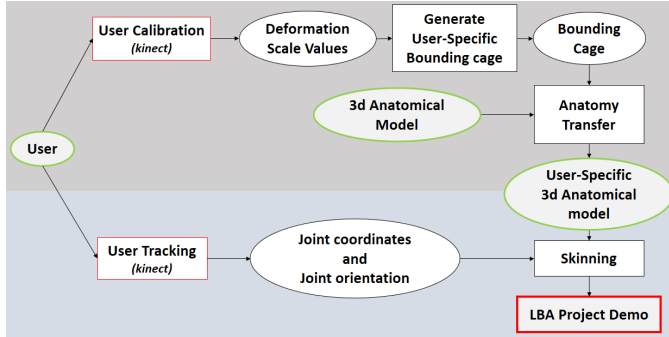 User Calibration
(kinect)
Deformation
Scale Values
Generate
User-Specific
Bounding cage
Bounding
Cage
3d Anatomical
Model
Anatomy
Transfer
User
User-Specific
3d Anatomical
model
User Tracking
(kinect)
Joint coordinates
and
Joint orientation
Skinning
LBA Project Demo